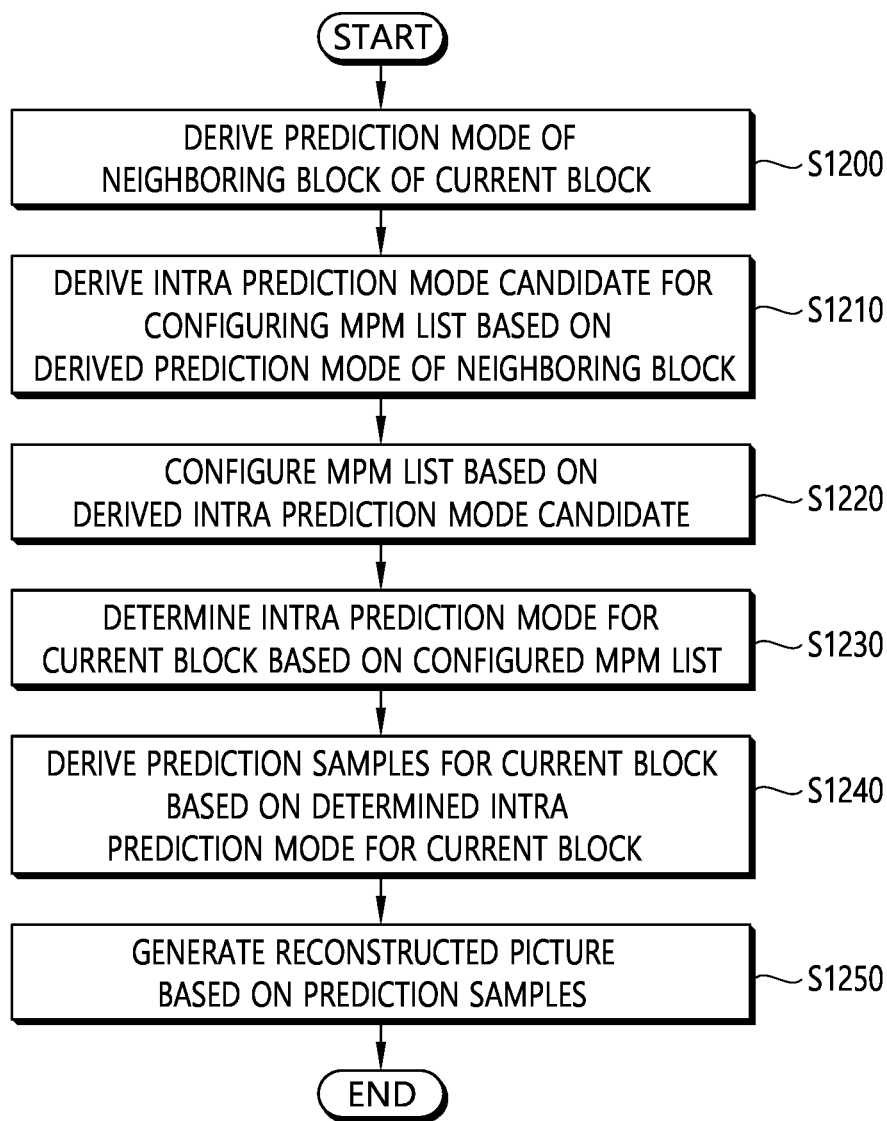 START
DERIVE PREDICTION MODE OF
NEIGHBORING BLOCK OF CURRENT BLOCK
S1200
DERIVE INTRA PREDICTION MODE CANDIDATE FOR
CONFIGURING MPM LIST BASED ON
DERIVED PREDICTION MODE OF NEIGHBORING BLOCK
S1210
CONFIGURE MPM LIST BASED ON
DERIVED INTRA PREDICTION MODE CANDIDATE
S1220
DETERMINE INTRA PREDICTION MODE FOR
CURRENT BLOCK BASED ON CONFIGURED MPM LIST
S1230
DERIVE PREDICTION SAMPLES FOR CURRENT BLOCK
BASED ON DETERMINED INTRA
PREDICTION MODE FOR CURRENT BLOCK
S1240
GENERATE RECONSTRUCTED PICTURE
BASED ON PREDICTION SAMPLES
S1250
END